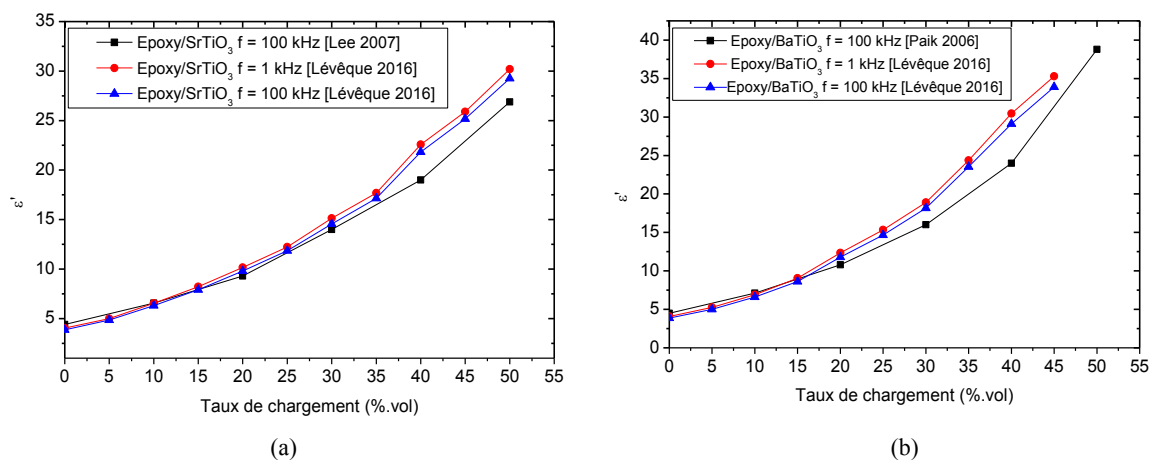 Epoxy/SrTiO₃ f = 100 kHz [Lee 2007]
Epoxy/SrTiO₃ f = 1 kHz [Lévêque 2016]
Epoxy/SrTiO₃ f = 100 kHz [Lévêque 2016]
30
25
20
15
10
5
ε'
0 5 10 15 20 25 30 35 40 45 50 55
Taux de chargement (%.vol)
(a)
Epoxy/BaTiO₃ f = 100 kHz [Paik 2006]
Epoxy/BaTiO₃ f = 1 kHz [Lévêque 2016]
Epoxy/BaTiO₃ f = 100 kHz [Lévêque 2016]
40
35
30
25
20
15
10
5
0
ε'
0 5 10 15 20 25 30 35 40 45 50 55
Taux de chargement (%.vol)
(b)